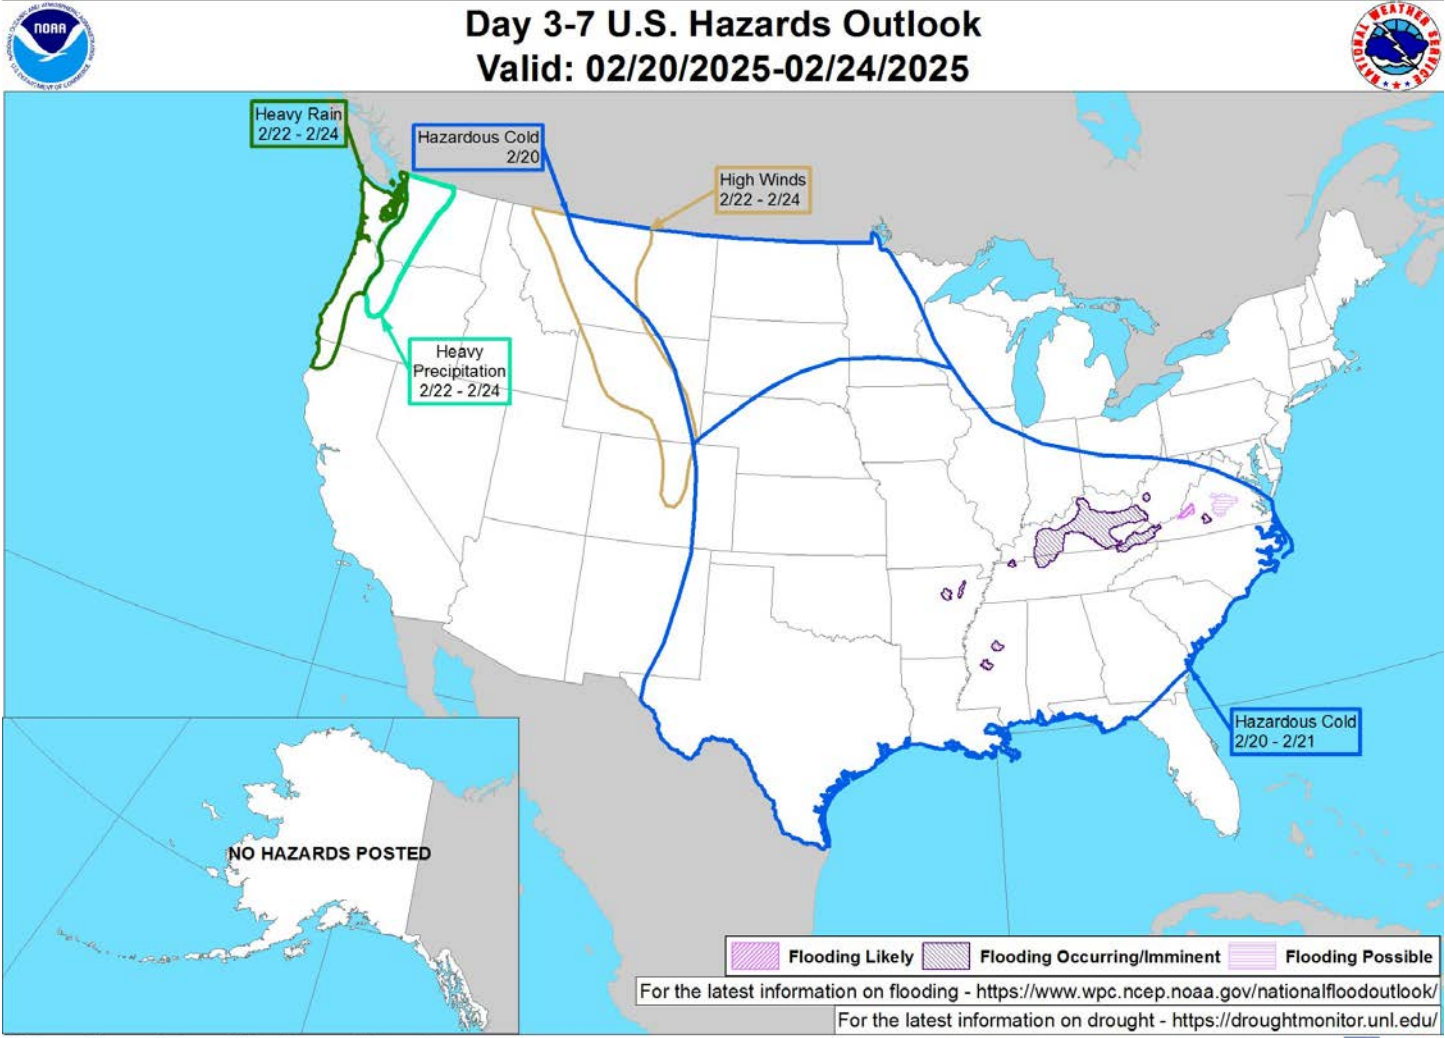 Day 3-7 U.S. Hazards Outlook
Valid: 02/20/2025-02/24/2025
NOAA
NATIONAL WEATHER SERVICE
Heavy Rain
2/22 - 2/24
Hazardous Cold
2/20
High Winds
2/22 - 2/24
Heavy
Precipitation
2/22 - 2/24
Hazardous Cold
2/20 - 2/21
NO HAZARDS POSTED
Flooding Likely
Flooding Occurring/Imminent
Flooding Possible
For the latest information on flooding - https://www.wpc.ncep.noaa.gov/nationalfloodoutlook/
For the latest information on drought - https://droughtmonitor.unl.edu/